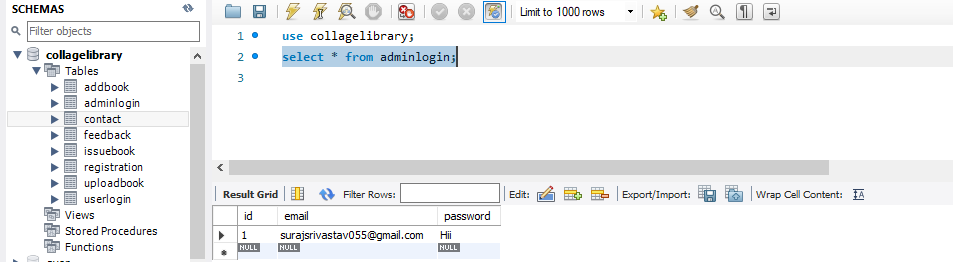 SCHEMAS
Filter objects
collagelibrary
Tables
addbook
adminlogin
contact
feedback
issuebook
registration
uploadbook
userlogin
Views
Stored Procedures
Functions
Limit to 1000 rows
1 use collagelibrary;
2 select * from adminlogin;
3
Result Grid Filter Rows: Edit: Export/Import: Wrap Cell Content:
id email password
1 surajsrivastav055@gmail.com Hii
NULL NULL NULL